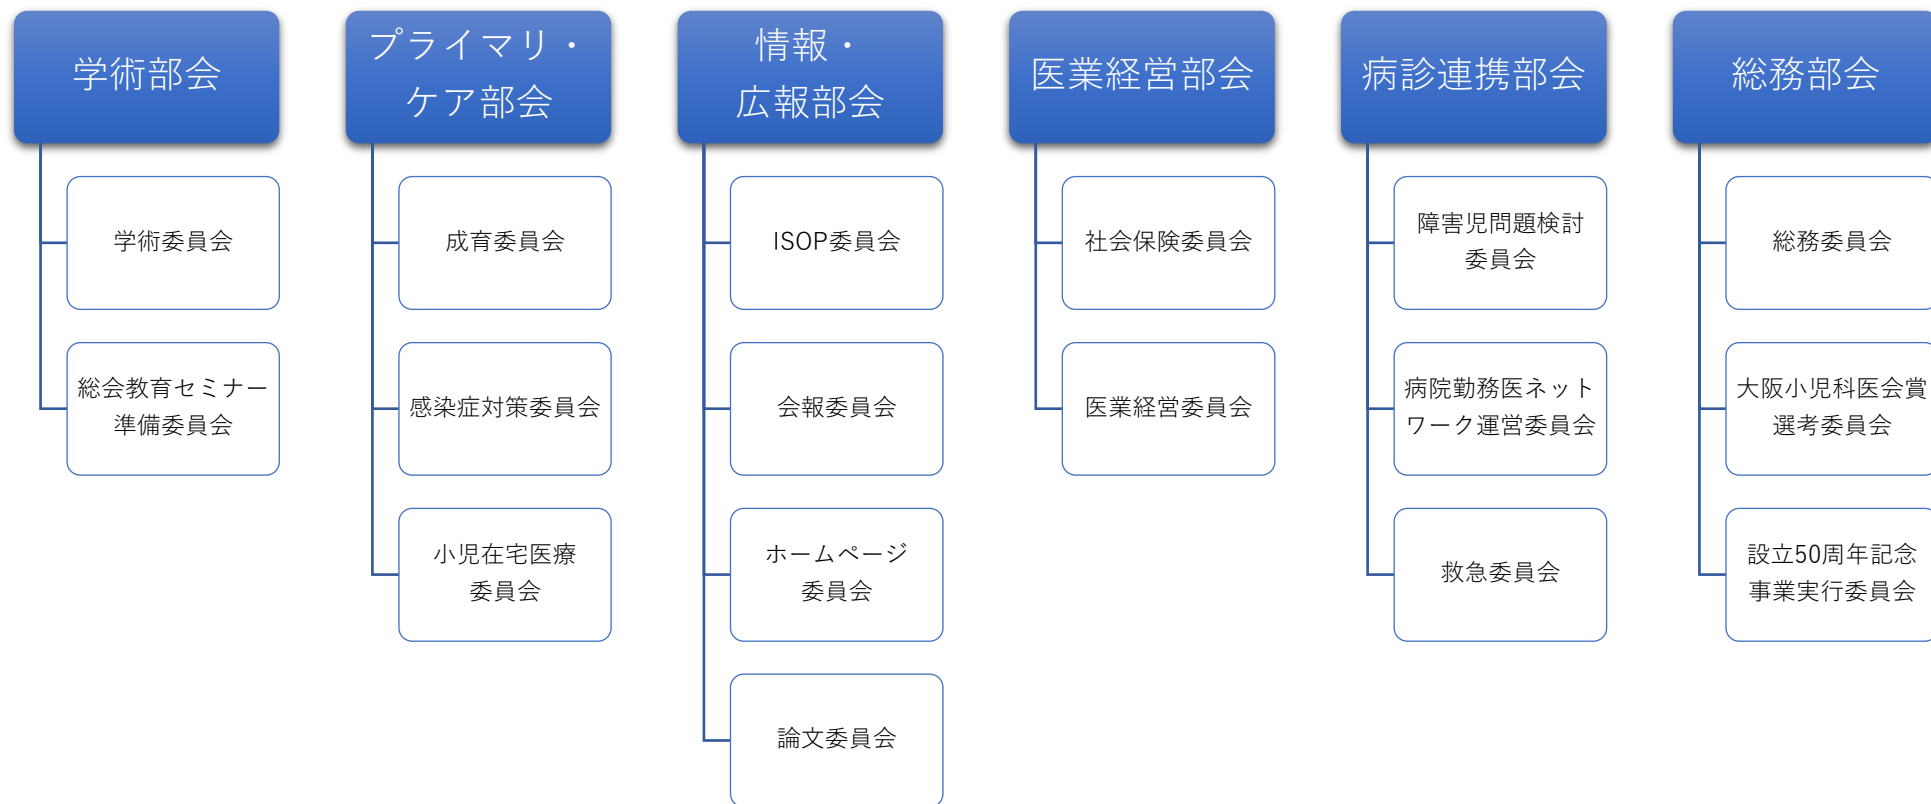 学術部会
学術委員会
総会教育セミナー
準備委員会
プライマリ・
ケア部会
成育委員会
感染症対策委員会
小児在宅医療
委員会
情報・
広報部会
ISOP委員会
会報委員会
ホームページ
委員会
論文委員会
医業経営部会
社会保険委員会
医業経営委員会
病診連携部会
障害児問題検討
委員会
病院勤務医ネット
ワーク運営委員会
救急委員会
総務部会
総務委員会
大阪小児科医会賞
選考委員会
設立50周年記念
事業実行委員会